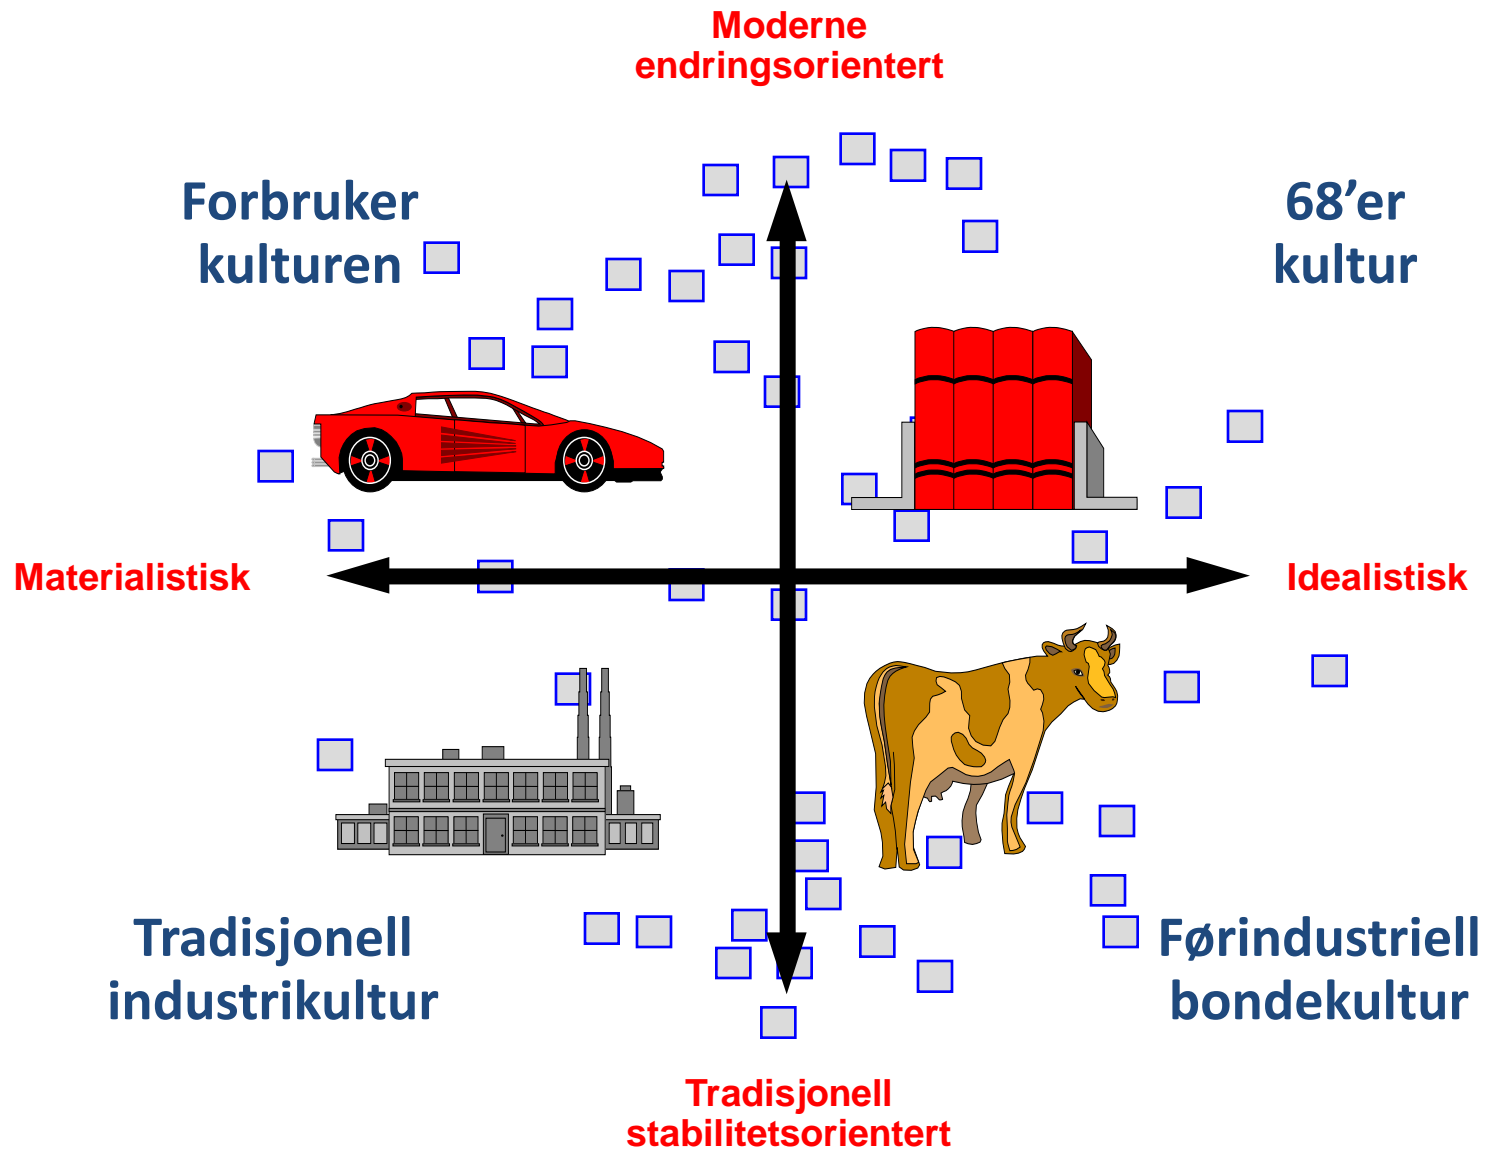 Moderne
endringsorientert
Forbruker
kulturen
68’er
kultur
Materialistisk
Idealistisk
Tradisjonell
industrikultur
Førindustriell
bondekultur
Tradisjonell
stabilitetsorientert